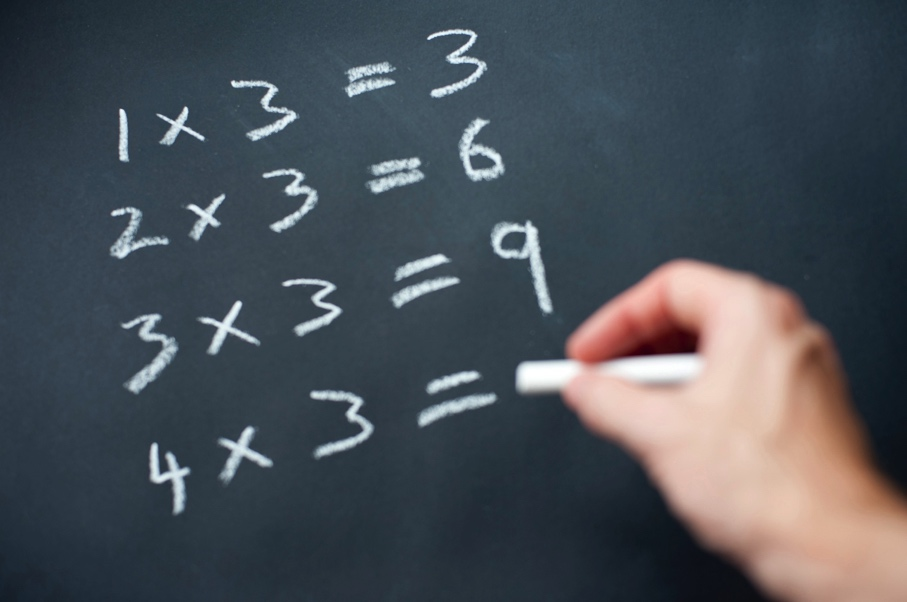 1 × 3 = 3
2 × 3 = 6
3 × 3 = 9
4 × 3 =